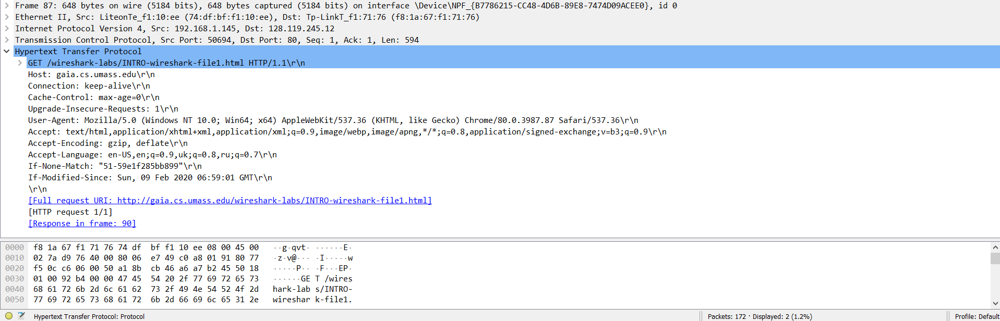 Frame 87: 648 bytes on wire (5184 bits), 648 bytes captured (5184 bits) on interface \Device\NPF_{B7786215-CC48-4D6B-89E8-7474D09ACEE0}, id 0
Ethernet II, Src: LiteonTe_f1:10:ee (74:df:bf:f1:10:ee), Dst: Tp-LinkT_f1:71:76 (f8:1a:67:f1:71:76)
Internet Protocol Version 4, Src: 192.168.1.145, Dst: 128.119.245.12
Transmission Control Protocol, Src Port: 50694, Dst Port: 80, Seq: 1, Ack: 1, Len: 594
Hypertext Transfer Protocol
GET /wireshark-labs/INTRO-wireshark-file1.html HTTP/1.1\r\n
Host: gaia.cs.umass.edu\r\n
Connection: keep-alive\r\n
Cache-Control: max-age=0\r\n
Upgrade-Insecure-Requests: 1\r\n
User-Agent: Mozilla/5.0 (Windows NT 10.0; Win64; x64) AppleWebKit/537.36 (KHTML, like Gecko) Chrome/80.0.3987.87 Safari/537.36\r\n
Accept: text/html,application/xhtml+xml,application/xml;q=0.9,image/webp,image/apng,*/*;q=0.8,application/signed-exchange;v=b3;q=0.9\r\n
Accept-Encoding: gzip, deflate\r\n
Accept-Language: en-US,en;q=0.9,uk;q=0.8,ru;q=0.7\r\n
If-None-Match: "51-59e1f285bb899"\r\n
If-Modified-Since: Sun, 09 Feb 2020 06:59:01 GMT\r\n
\r\n
[Full request URI: http://gaia.cs.umass.edu/wireshark-labs/INTRO-wireshark-file1.html]
[HTTP request 1/1]
[Response in frame: 90]
0000 f8 1a 67 f1 71 76 74 df bf f1 10 ee 08 00 45 00 ··g·qvt· ······E·
0010 02 7a d9 76 40 00 80 06 e7 49 c0 a8 01 91 80 77 ·z·v@··· ·I·····w
0020 f5 0c c6 06 00 50 a1 8b cb 46 a6 a7 b2 45 50 18 ·····P·· ·F···EP·
0030 01 00 92 b4 00 00 47 45 54 20 2f 77 69 72 65 73 ······GE T /wires
0040 68 61 72 6b 2d 6c 61 62 73 2f 49 4e 54 52 4f 2d hark-lab s/INTRO-
0050 77 69 72 65 73 68 61 72 6b 2d 66 69 6c 65 31 2e wireshar k-file1.
Hypertext Transfer Protocol: Protocol Packets: 172 · Displayed: 2 (1.2%) Profile: Default